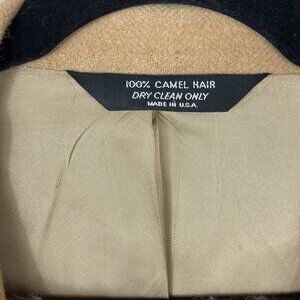 100% CAMEL HAIR
DRY CLEAN ONLY
MADE IN U.S.A.